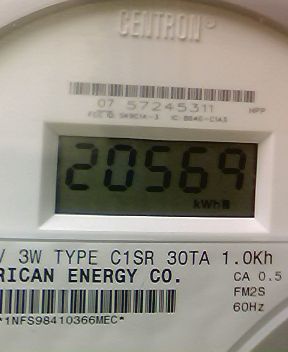 CENTRON
07 57245311
HPP
20569
kWh
V 3W TYPE C1SR 30TA 1.0Kh
RICAN ENERGY CO.
CA 0.5
FM2S
60Hz
*1NFS98410366MEC*